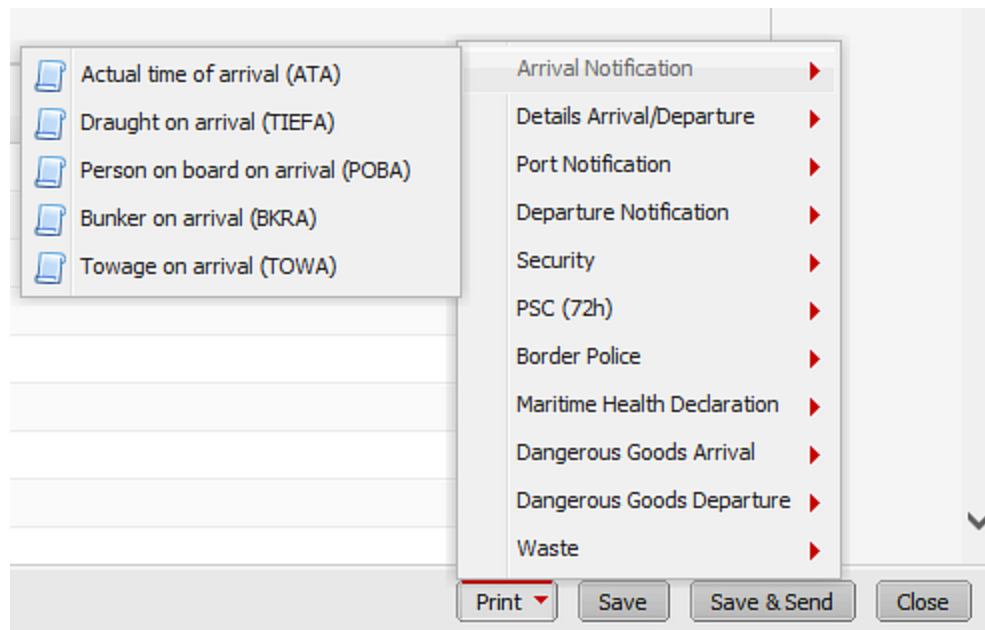 Actual time of arrival (ATA)
Draught on arrival (TIEFA)
Person on board on arrival (POBA)
Bunker on arrival (BKRA)
Towage on arrival (TOWA)
Arrival Notification
Details Arrival/Departure
Port Notification
Departure Notification
Security
PSC (72h)
Border Police
Maritime Health Declaration
Dangerous Goods Arrival
Dangerous Goods Departure
Waste
Print
Save
Save & Send
Close